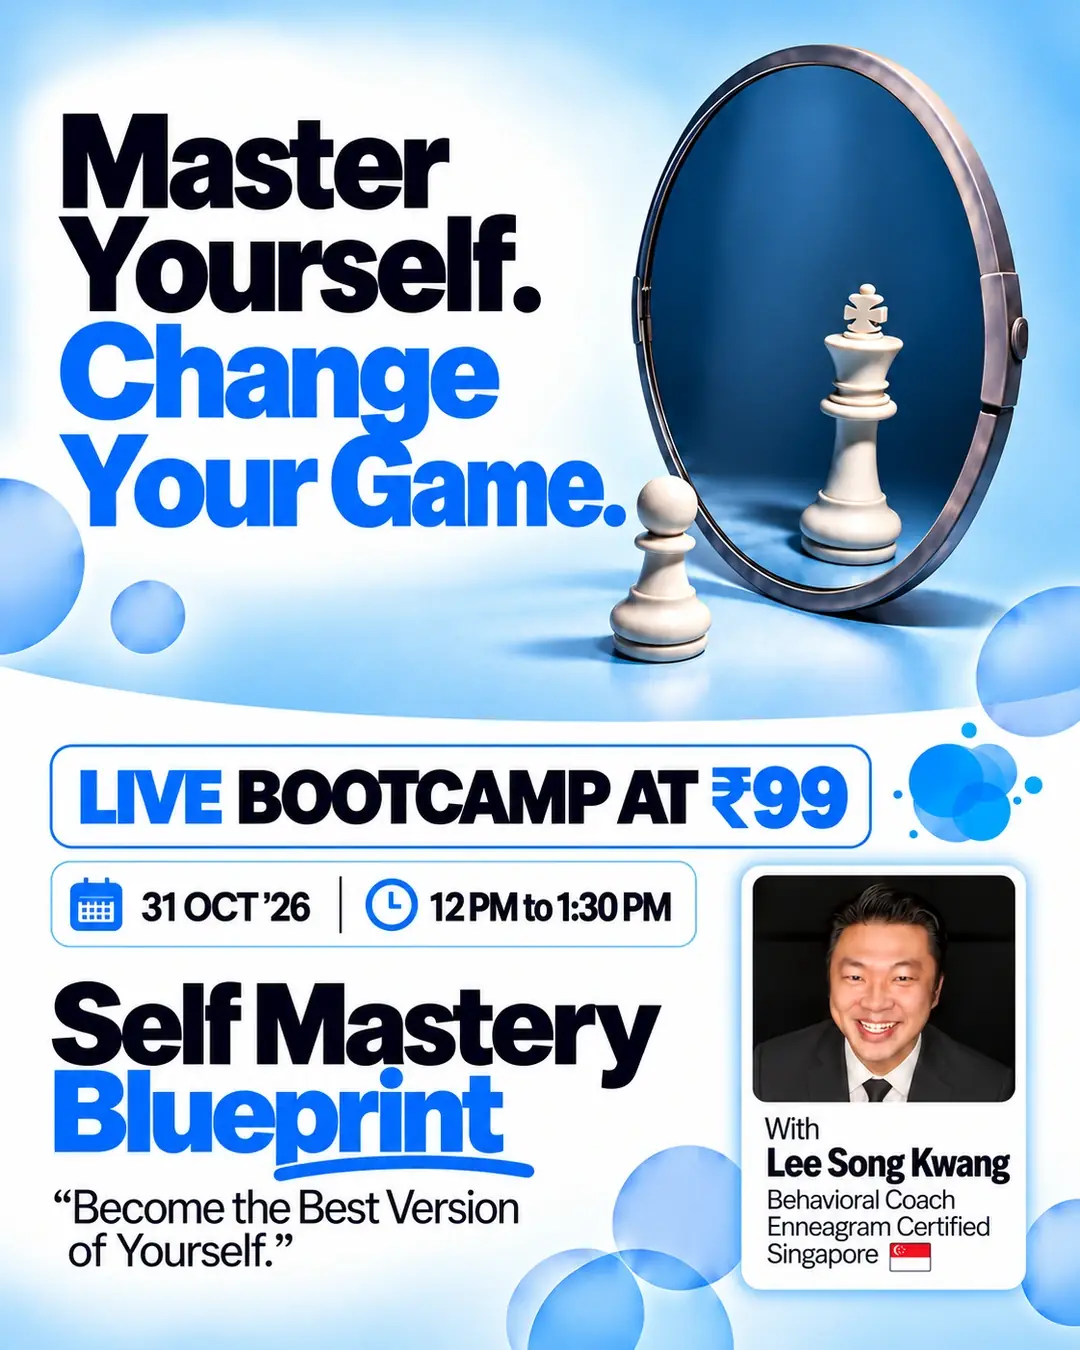 Master
Yourself.
Change
Your Game.
LIVE BOOTCAMP AT ₹99
31 OCT ’26
12 PM to 1:30 PM
Self Mastery
Blueprint
“Become the Best Version
of Yourself.”
With
Lee Song Kwang
Behavioral Coach
Enneagram Certified
Singapore